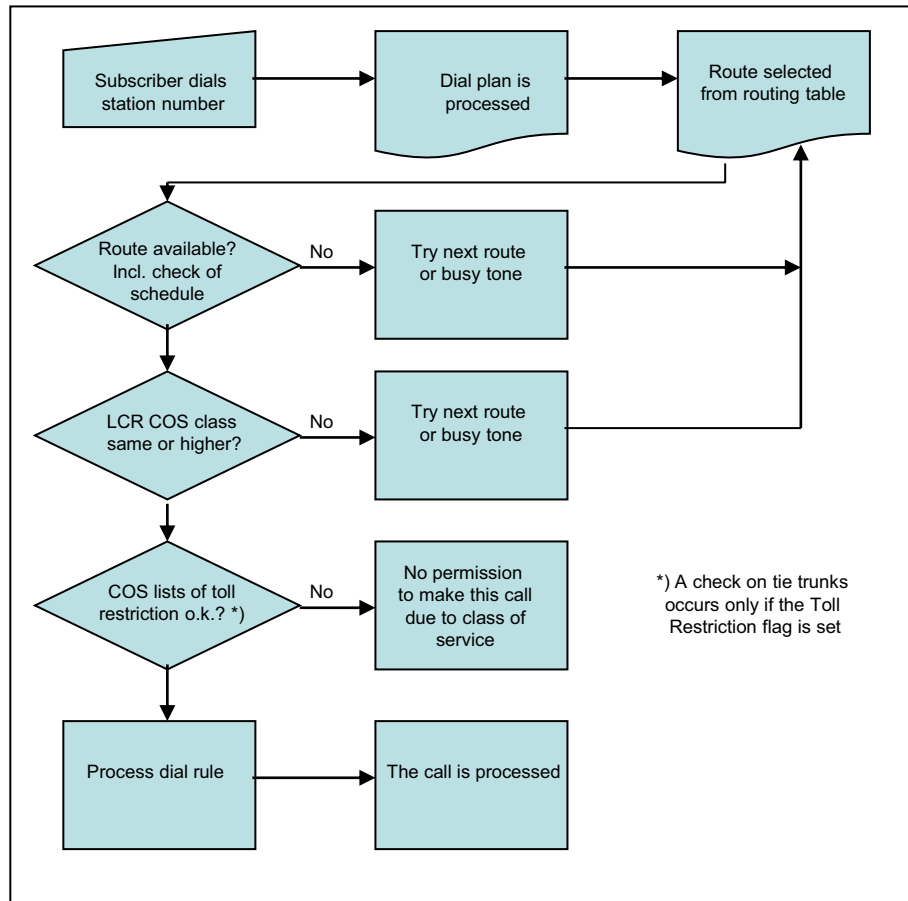 Subscriber dials
station number
Dial plan is
processed
Route selected
from routing table
Route available?
Incl. check of
schedule
No
Try next route
or busy tone
LCR COS class
same or higher?
No
Try next route
or busy tone
COS lists of toll
restriction o.k.? *)
No
No permission
to make this call
due to class of
service
*) A check on tie trunks
occurs only if the Toll
Restriction flag is set
Process dial rule
The call is processed